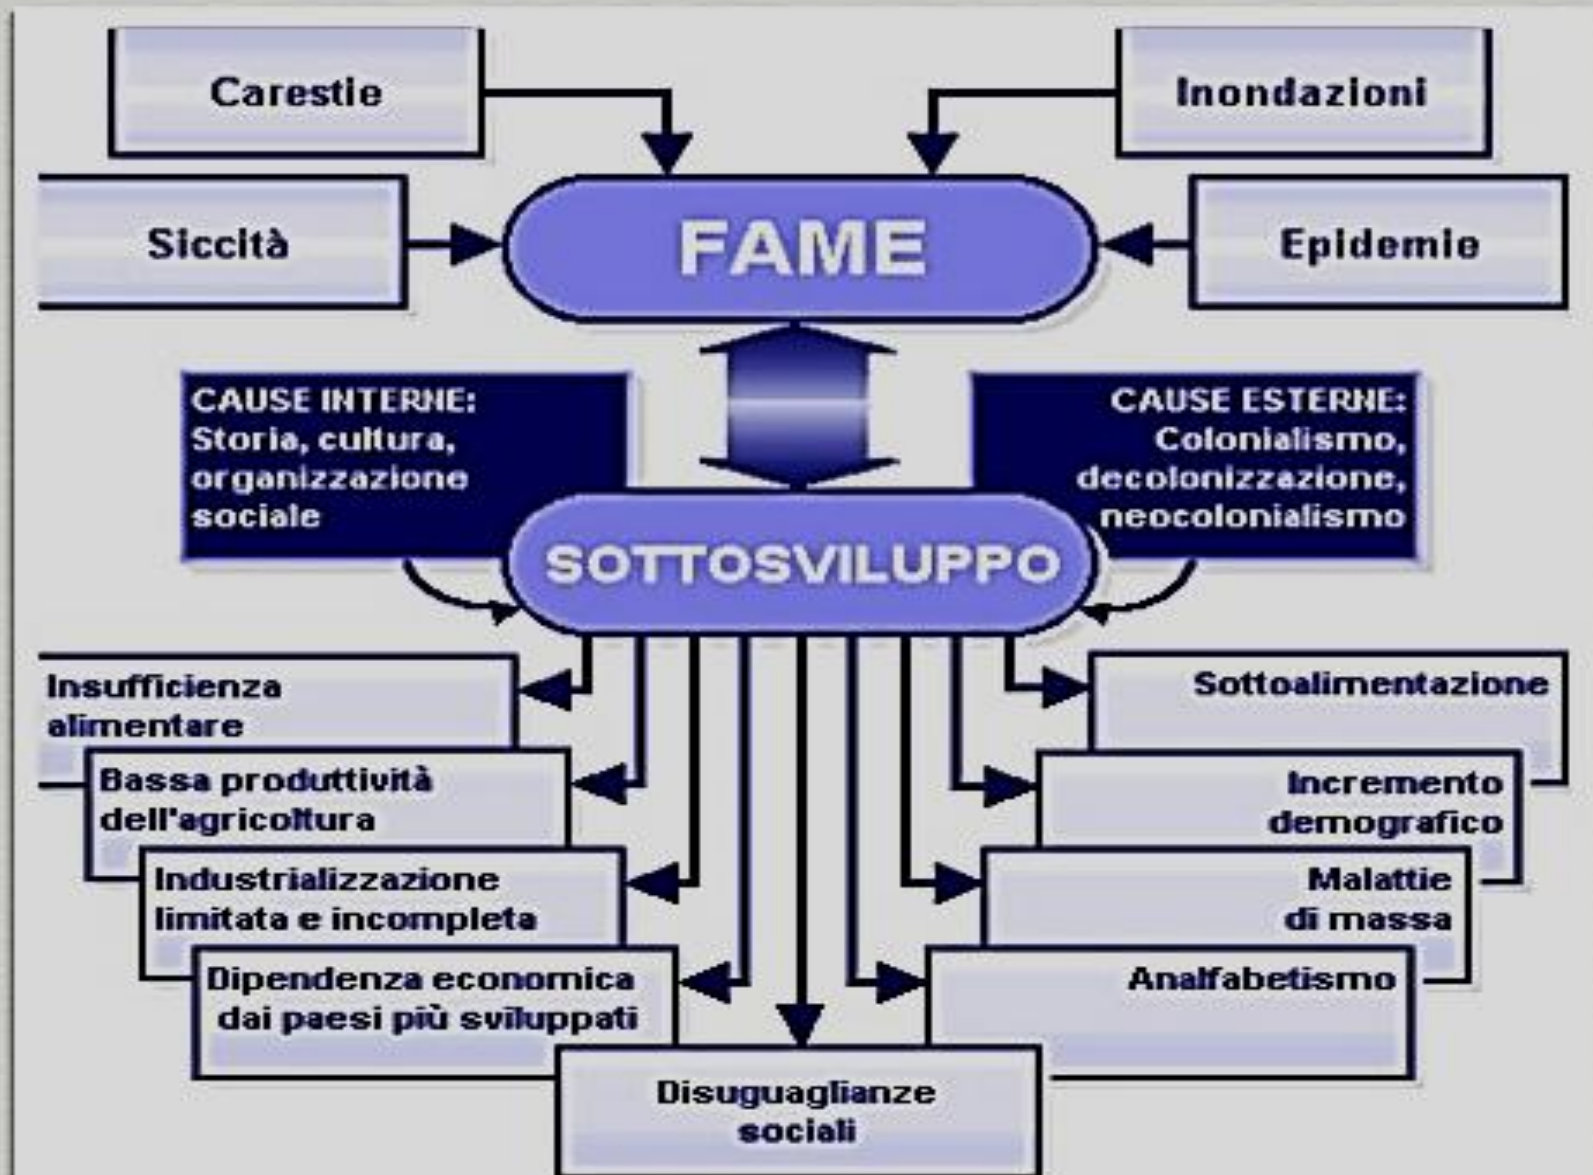 Carestie
Inondazioni
Siccità
FAME
Epidemie
CAUSE INTERNE:
Storia, cultura,
organizzazione
sociale
CAUSE ESTERNE:
Colonialismo,
decolonizzazione,
neocolonialismo
SOTTOSVILUPPO
Insufficienza
alimentare
Bassa produttività
dell'agricoltura
Industrializzazione
limitata e incompleta
Dipendenza economica
dai paesi più sviluppati
Disuguaglianze
sociali
Sottoalimentazione
Incremento
demografico
Malattie
di massa
Analfabetismo